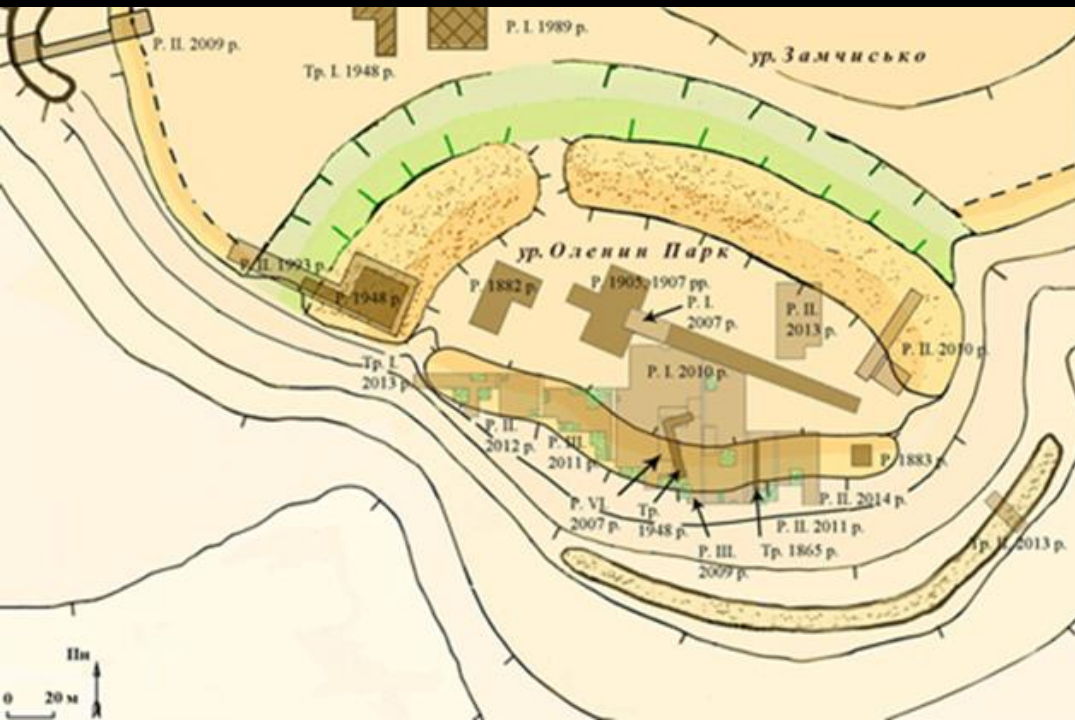 Р. І. 1989 р.
Р. ІІ. 2009 р.
ур. Замчисько
Тр. І. 1948 р.
ур. Оленин Парк
Р. ІІ. 1993 р.
Р. 1948 р.
Р. 1882 р.
Р. 1905, 1907 рр.
Р. І.
2007 р.
Р. ІІ.
2013 р.
Р. ІІ. 2010 р.
Тр. І.
2013 р.
Р. І. 2010 р.
Р. ІІ.
2012 р.
Р. ІІІ.
2011 р.
Р. 1883 р.
Р. VI.
2007 р.
Тр.
1948 р.
Р. ІІ. 2014 р.
Р. ІІ. 2011 р.
Р. ІІІ.
2009 р.
Тр. 1865 р.
Тр. ІІ. 2013 р.
Пн
0 20 м